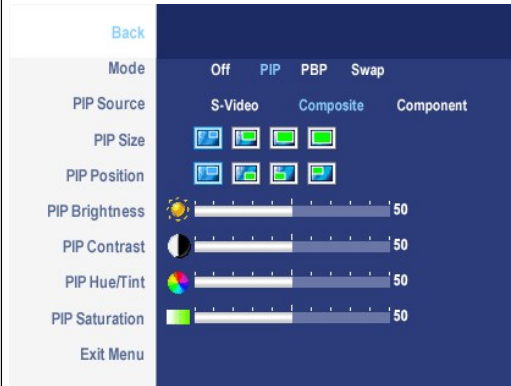 Back
Mode Off PIP PBP Swap
PIP Source S-Video Composite Component
PIP Size
PIP Position
PIP Brightness 50
PIP Contrast 50
PIP Hue/Tint 50
PIP Saturation 50
Exit Menu